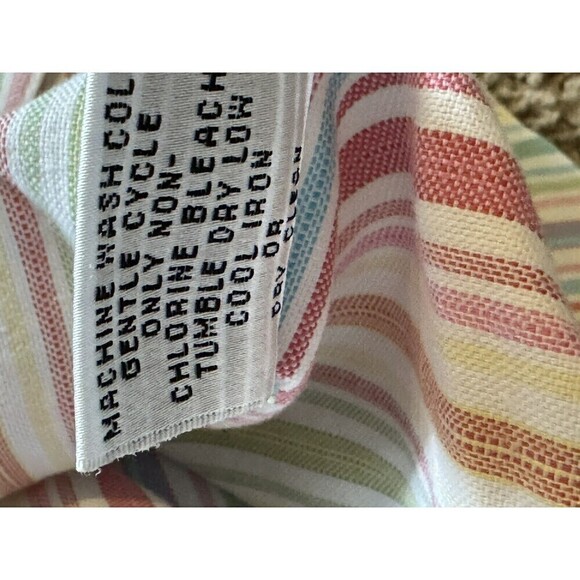 MACHINE WASH COL
GENTLE CYCLE
ONLY NON-
CHLORINE BLEACH
TUMBLE DRY LOW
COOL IRON
OR
DRY CLEAN